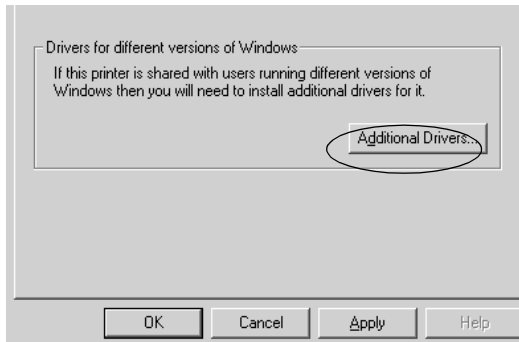 Drivers for different versions of Windows
If this printer is shared with users running different versions of
Windows then you will need to install additional drivers for it.
Additional Drivers...
OK Cancel Apply Help